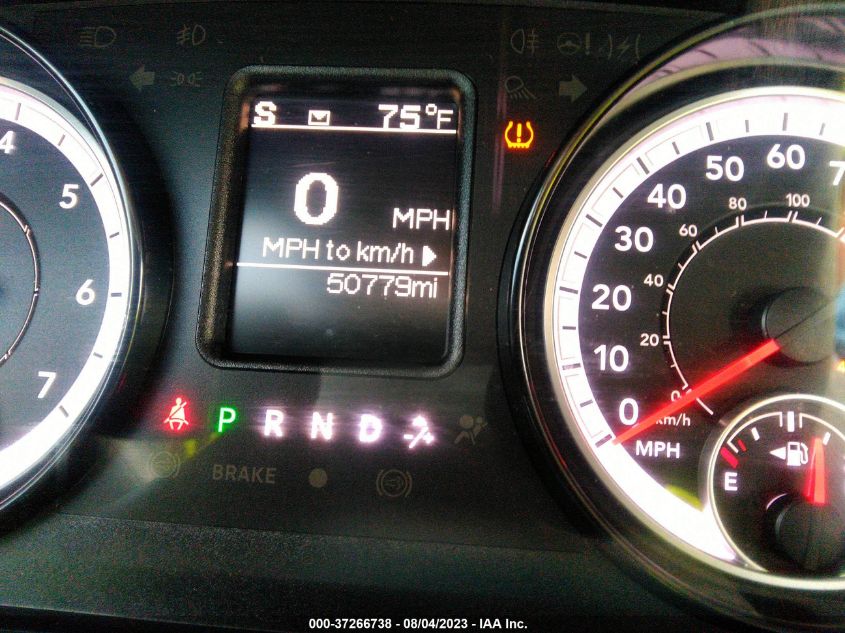 S 75°F
0
MPH
MPH to km/h
50779mi
P R N D
BRAKE
4
5
6
7
0 10 20 30 40 50 60 7
0 20 40 60 80 100
km/h
MPH
E
000-37266738 - 08/04/2023 - IAA Inc.